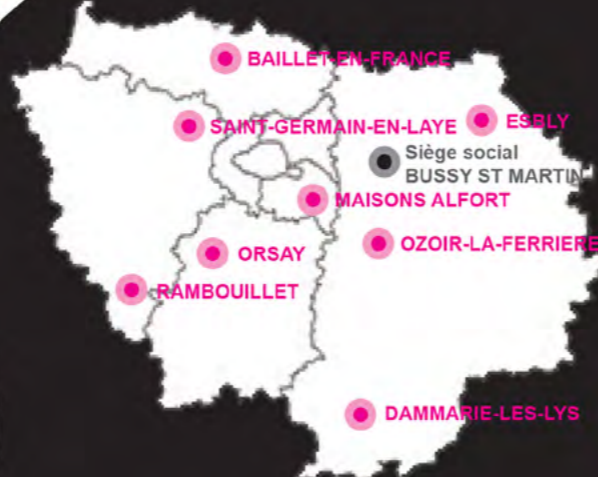 BAILLET-EN-FRANCE
ESBLY
SAINT-GERMAIN-EN-LAYE
Siège social
BUSSY ST MARTIN
MAISONS ALFORT
OZOIR-LA-FERRIERE
ORSAY
RAMBOUILLET
DAMMARIE-LES-LYS